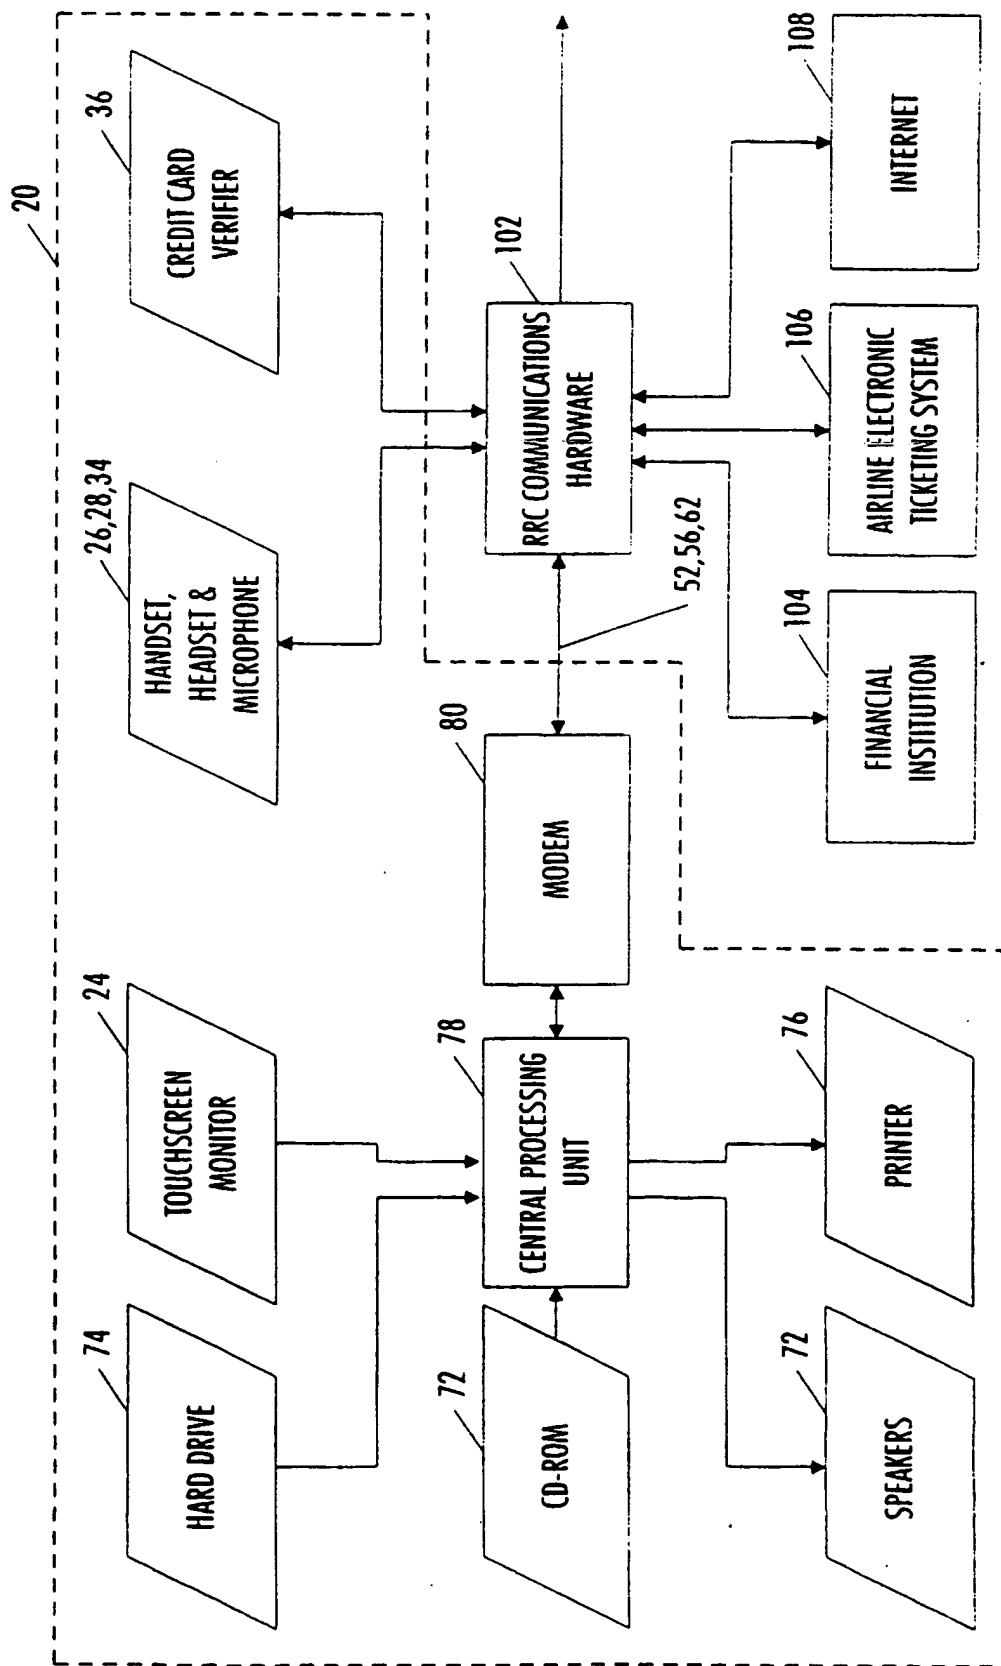 20
74
HARD DRIVE
24
TOUCHSCREEN
MONITOR
26,28,34
HANDSET,
HEADSET &
MICROPHONE
36
CREDIT CARD
VERIFIER
72
CD-ROM
78
CENTRAL PROCESSING
UNIT
80
MODEM
52,56,62
102
RRC COMMUNICATIONS
HARDWARE
72
SPEAKERS
76
PRINTER
104
FINANCIAL
INSTITUTION
106
AIRLINE ELECTRONIC
TICKETING SYSTEM
108
INTERNET